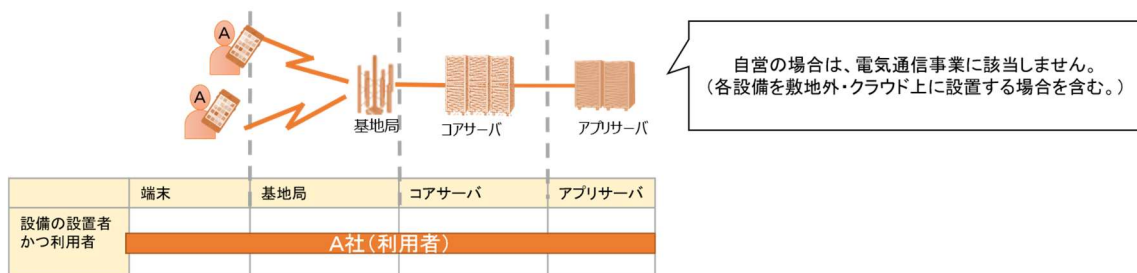 A
A
基地局
コアサーバ
アプリサーバ
自営の場合は、電気通信事業に該当しません。
(各設備を敷地外・クラウド上に設置する場合を含む。)
端末
基地局
コアサーバ
アプリサーバ
設備の設置者
かつ利用者
A社(利用者)